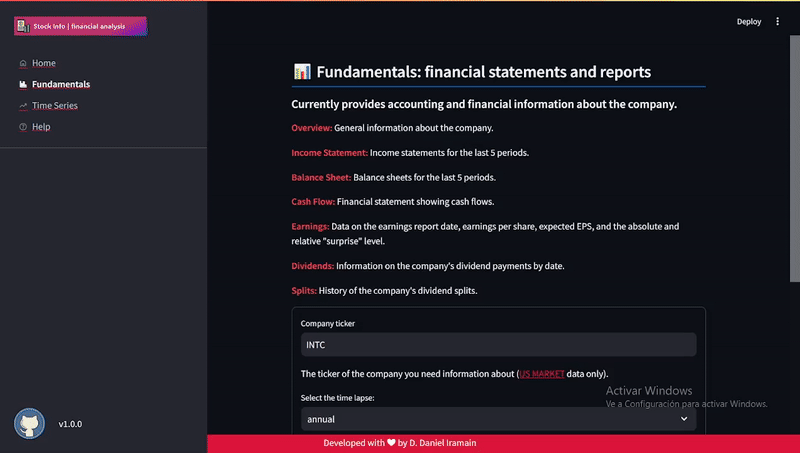 Stock Info | financial analysis
Deploy
Home
Fundamentals
Time Series
Help
Fundamentals: financial statements and reports
Currently provides accounting and financial information about the company.
Overview: General information about the company.
Income Statement: Income statements for the last 5 periods.
Balance Sheet: Balance sheets for the last 5 periods.
Cash Flow: Financial statement showing cash flows.
Earnings: Data on the earnings report date, earnings per share, expected EPS, and the absolute and
relative "surprise" level.
Dividends: Information on the company's dividend payments by date.
Splits: History of the company's dividend splits.
Company ticker
INTC
The ticker of the company you need information about (US MARKET data only).
Select the time lapse:
annual
Activar Windows
Ve a Configuración para activar Windows.
v1.0.0
Developed with ❤ by D. Daniel Iramain